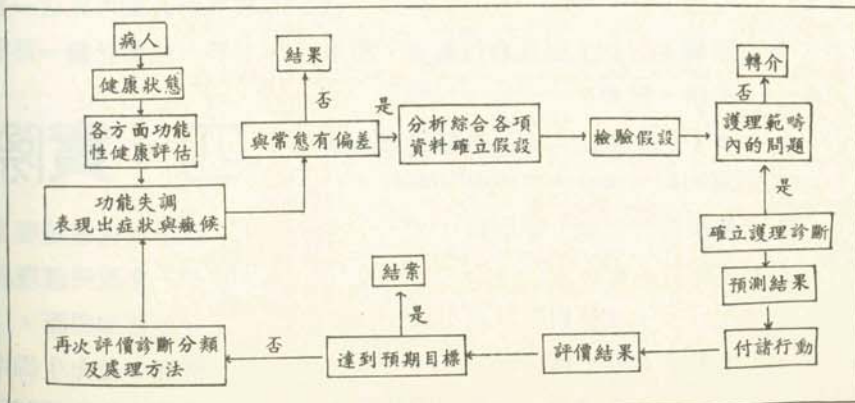 病人
健康狀態
各方面功能
性健康評估
功能失調
表現出症狀與癥候
結果
否
與常態有偏差
是
分析綜合各項
資料確立假設
檢驗假設
轉介
否
護理範疇
內的問題
是
確立護理診斷
預測結果
付諸行動
評價結果
達到預期目標
是
結案
否
再次評價診斷分類
及處理方法